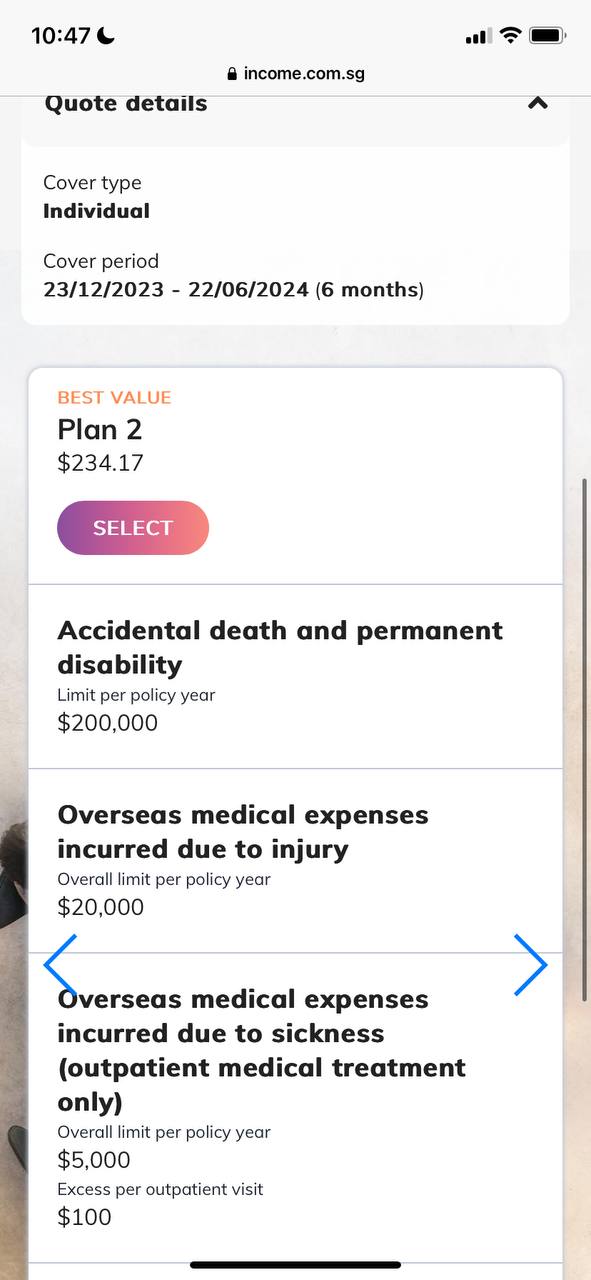 10:47
income.com.sg
Quote details
Cover type
Individual
Cover period
23/12/2023 - 22/06/2024 (6 months)
BEST VALUE
Plan 2
$234.17
SELECT
Accidental death and permanent
disability
Limit per policy year
$200,000
Overseas medical expenses
incurred due to injury
Overall limit per policy year
$20,000
Overseas medical expenses
incurred due to sickness
(outpatient medical treatment
only)
Overall limit per policy year
$5,000
Excess per outpatient visit
$100